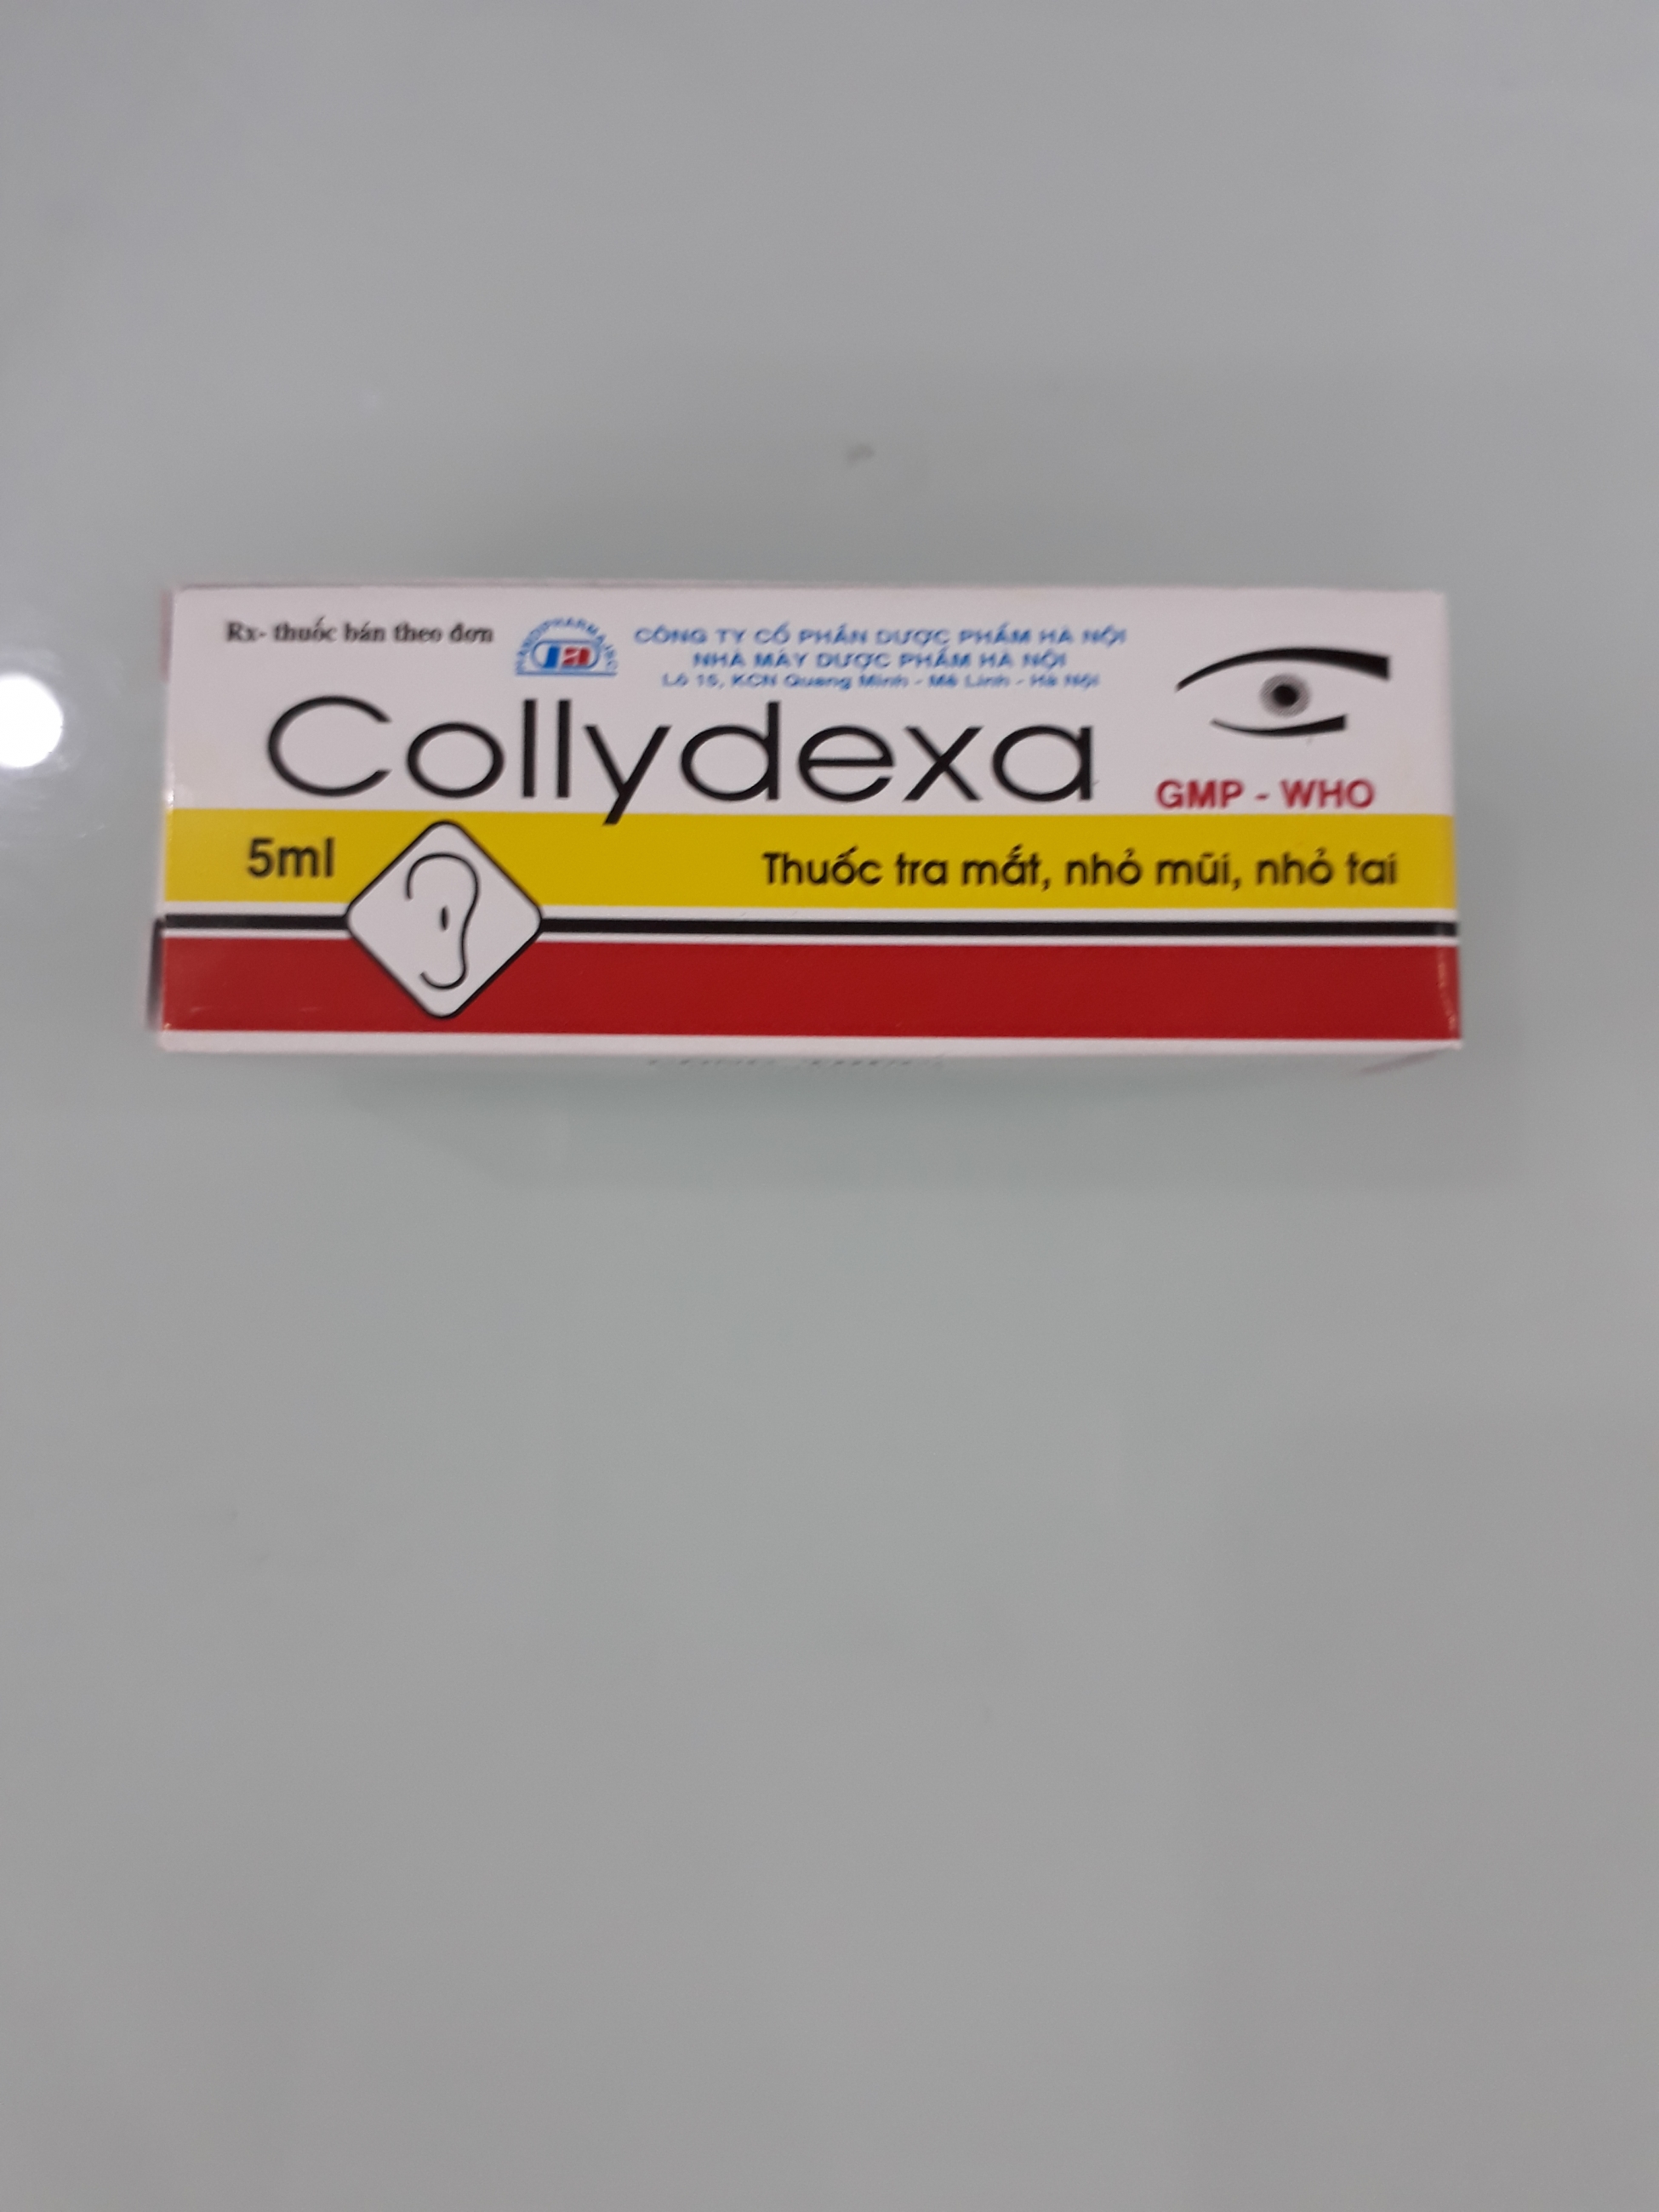 Rx- thuốc bán theo đơn
HANOIPHARMA JSC
CÔNG TY CỔ PHẦN DƯỢC PHẨM HÀ NỘI
NHÀ MÁY DƯỢC PHẨM HÀ NỘI
Lô 15, KCN Quang Minh - Mê Linh - Hà Nội
Collydexa
GMP - WHO
5ml
Thuốc tra mắt, nhỏ mũi, nhỏ tai